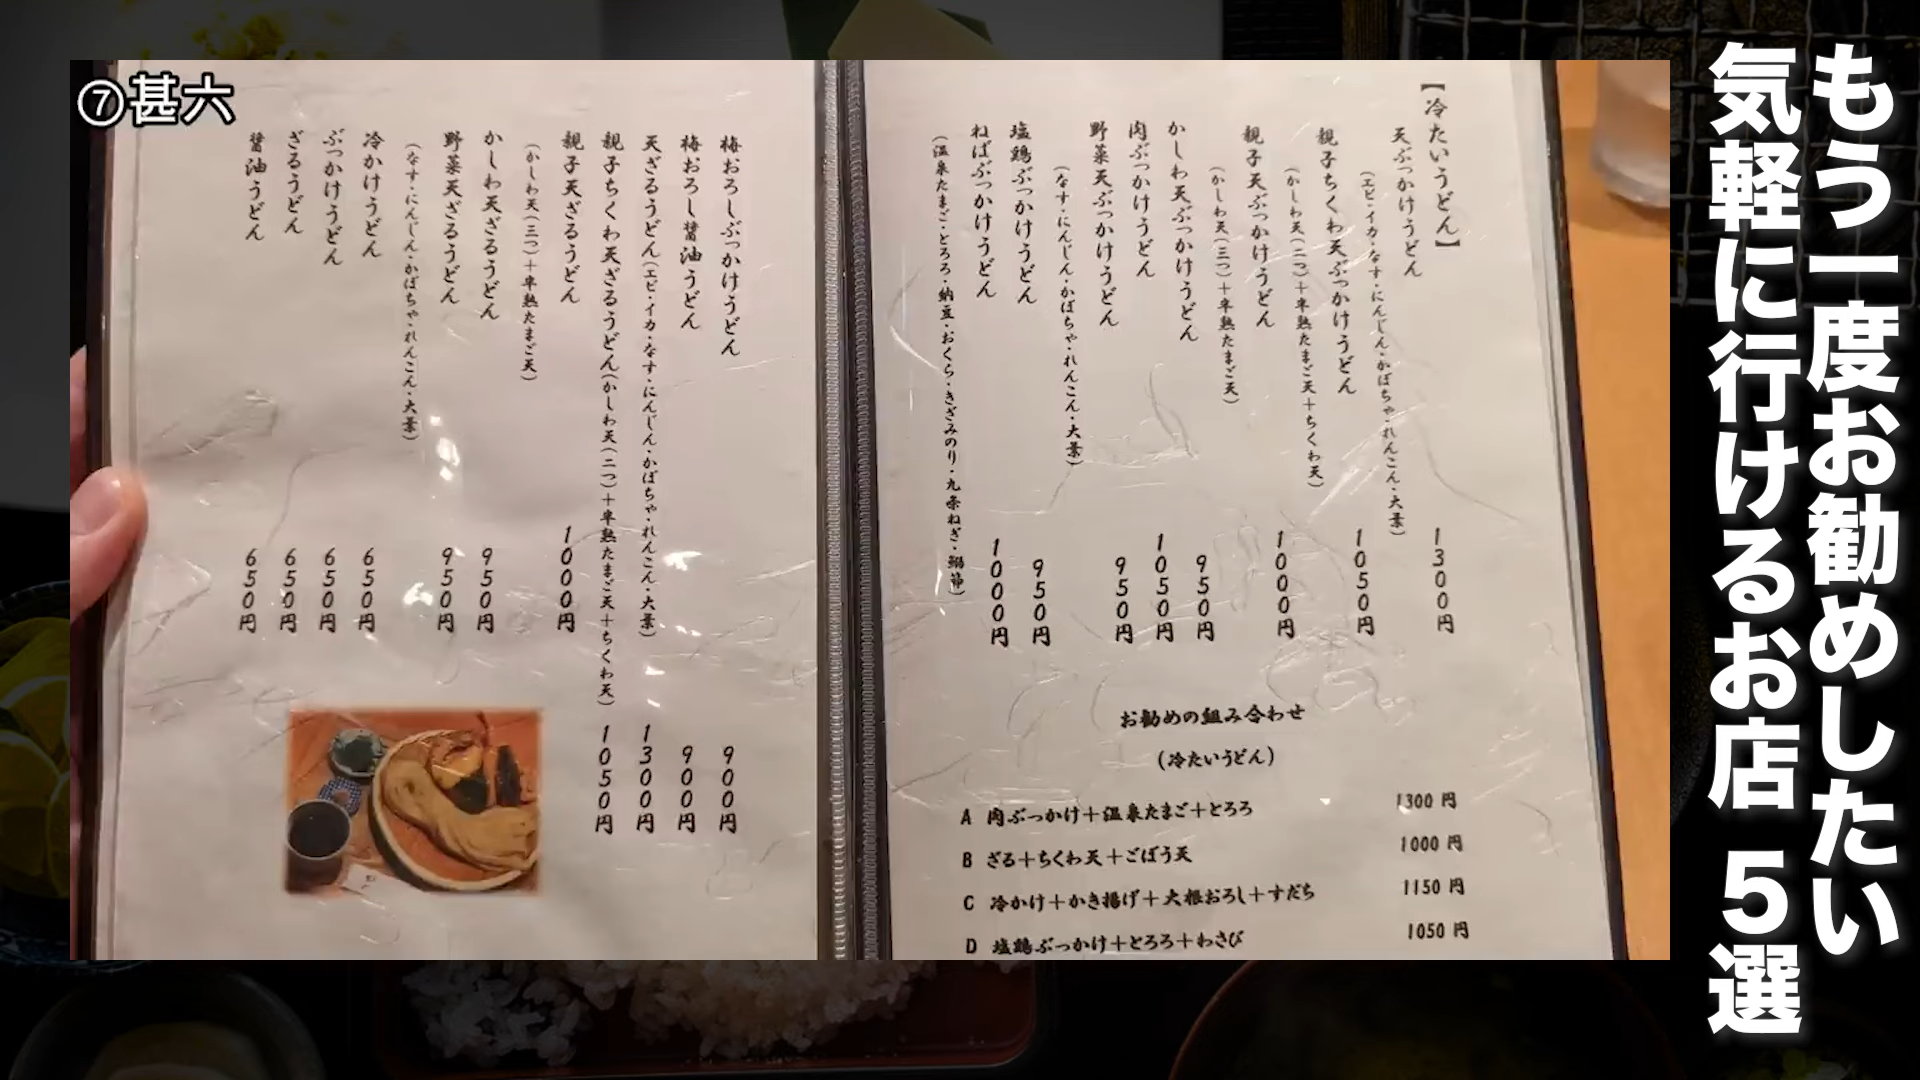 もう一度お勧めしたい
気軽に行けるお店 5選
⑦甚六
【冷たいうどん】
天ぶっかけうどん 1300円
(エビ・イカ・なす・にんじん・かぼちゃ・れんこん・大葉)
親子ちくわ天ぶっかけうどん 1050円
(かしわ天(二つ)+半熟たまご天+ちくわ天)
親子天ぶっかけうどん 1000円
(かしわ天(三つ)+半熟たまご天)
かしわ天ぶっかけうどん 950円
肉ぶっかけうどん 1050円
野菜天ぶっかけうどん 950円
(なす・にんじん・かぼちゃ・れんこん・大葉)
塩鶏ぶっかけうどん 950円
ねばぶっかけうどん 1000円
(温泉たまご・とろろ・納豆・おくら・きざみのり・九条ねぎ・鰹節)
お勧めの組み合わせ
(冷たいうどん)
A 肉ぶっかけ+温泉たまご+とろろ 1300円
B ざる+ちくわ天+ごぼう天 1000円
C 冷かけ+かき揚げ+大根おろし+すだち 1150円
D 塩鶏ぶっかけ+とろろ+わさび 1050円
梅おろしぶっかけうどん 900円
梅おろし醤油うどん 900円
天ざるうどん(エビ・イカ・なす・にんじん・かぼちゃ・れんこん・大葉) 1300円
親子ちくわ天ざるうどん(かしわ天(二つ)+半熟たまご天+ちくわ天) 1050円
親子天ざるうどん 1000円
(かしわ天(三つ)+半熟たまご天)
かしわ天ざるうどん 950円
野菜天ざるうどん 950円
(なす・にんじん・かぼちゃ・れんこん・大葉)
冷かけうどん 650円
ぶっかけうどん 650円
ざるうどん 650円
醤油うどん 650円